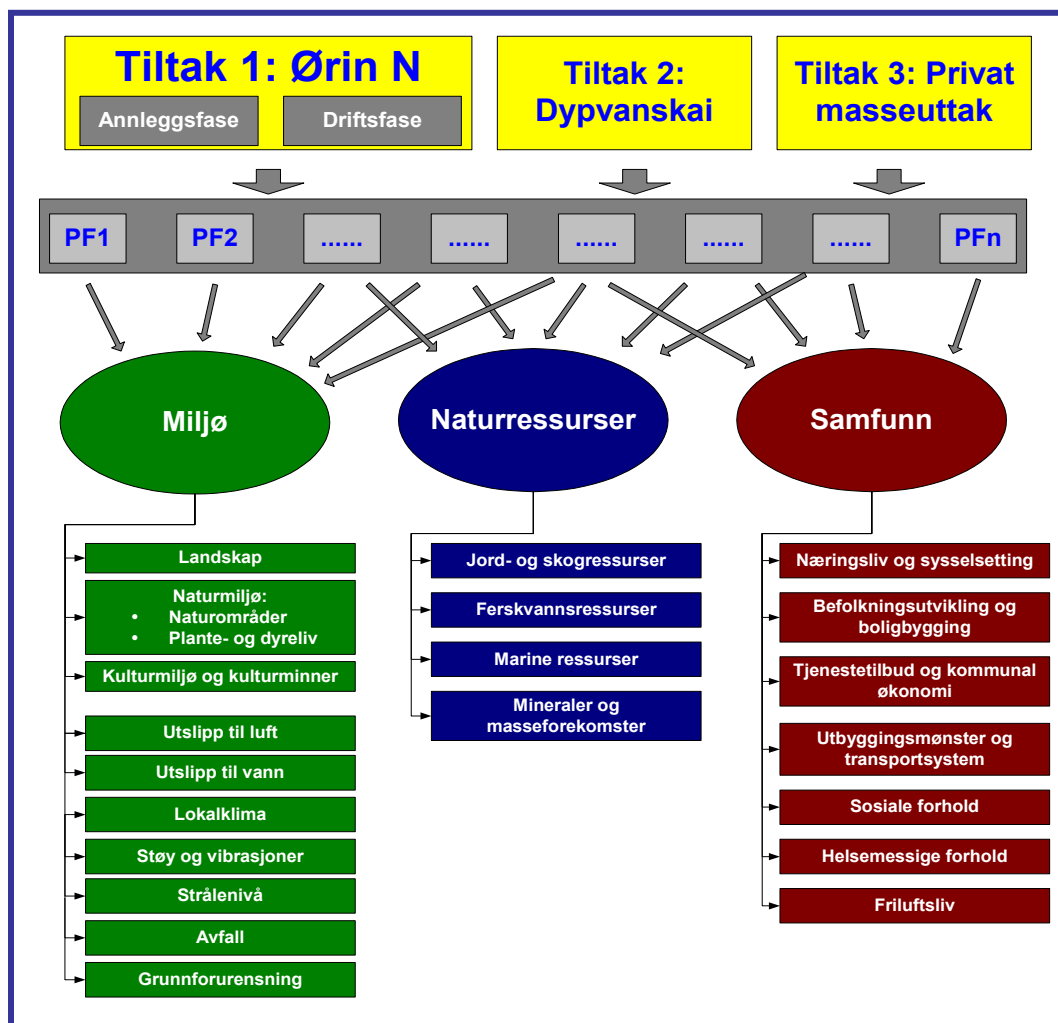 Tiltak 1: Ørin N
Annleggsfase
Driftsfase
Tiltak 2:
Dypvanskai
Tiltak 3: Privat
masseuttak
PF1
PF2
......
......
......
......
......
PFn
Miljø
Naturressurser
Samfunn
Landskap
Naturmiljø:
• Naturområder
• Plante- og dyreliv
Kulturmiljø og kulturminner
Utslipp til luft
Utslipp til vann
Lokalklima
Støy og vibrasjoner
Strålenivå
Avfall
Grunnforurensning
Jord- og skogressurser
Ferskvannsressurser
Marine ressurser
Mineraler og
masseforekomster
Næringsliv og sysselsetting
Befolkningsutvikling og
boligbygging
Tjenestetilbud og kommunal
økonomi
Utbyggingsmønster og
transportsystem
Sosiale forhold
Helsemessige forhold
Friluftsliv